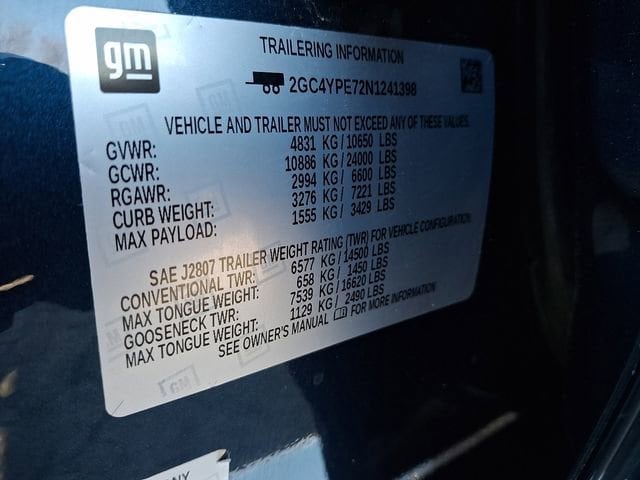 gm
TRAILERING INFORMATION
2GC4YPE72N1241398
VEHICLE AND TRAILER MUST NOT EXCEED ANY OF THESE VALUES.
GVWR: 4831 KG / 10650 LBS
GCWR: 10886 KG / 24000 LBS
RGAWR: 2994 KG / 6600 LBS
CURB WEIGHT: 3276 KG / 7221 LBS
MAX PAYLOAD: 1555 KG / 3429 LBS
SAE J2807 TRAILER WEIGHT RATING (TWR) FOR VEHICLE CONFIGURATION
CONVENTIONAL TWR: 6577 KG / 14500 LBS
MAX TONGUE WEIGHT: 658 KG / 1450 LBS
GOOSENECK TWR: 7539 KG / 16620 LBS
MAX TONGUE WEIGHT: 1129 KG / 2490 LBS
SEE OWNER'S MANUAL FOR MORE INFORMATION
GM